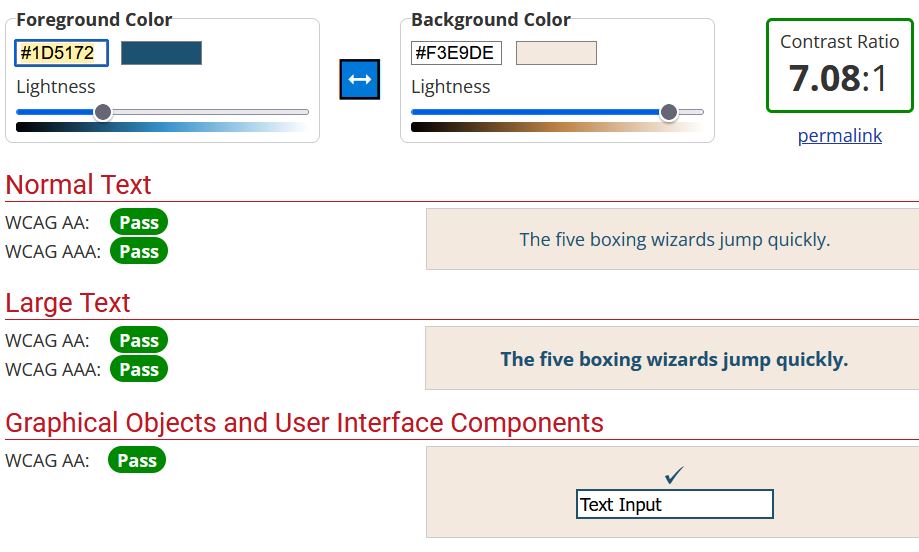 Foreground Color
#1D5172
Lightness
Background Color
#F3E9DE
Lightness
Contrast Ratio
7.08:1
permalink
Normal Text
WCAG AA: Pass
WCAG AAA: Pass
The five boxing wizards jump quickly.
Large Text
WCAG AA: Pass
WCAG AAA: Pass
The five boxing wizards jump quickly.
Graphical Objects and User Interface Components
WCAG AA: Pass
Text Input